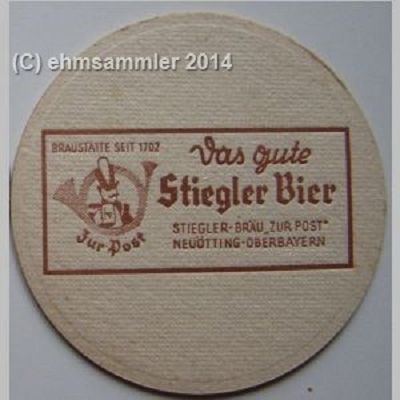 (C) ehmsammler 2014
BRAUSTÄTTE SEIT 1702
Das gute
Stiegler Bier
Zur Post
STIEGLER-BRÄU „ZUR POST“
NEUÖTTING-OBERBAYERN